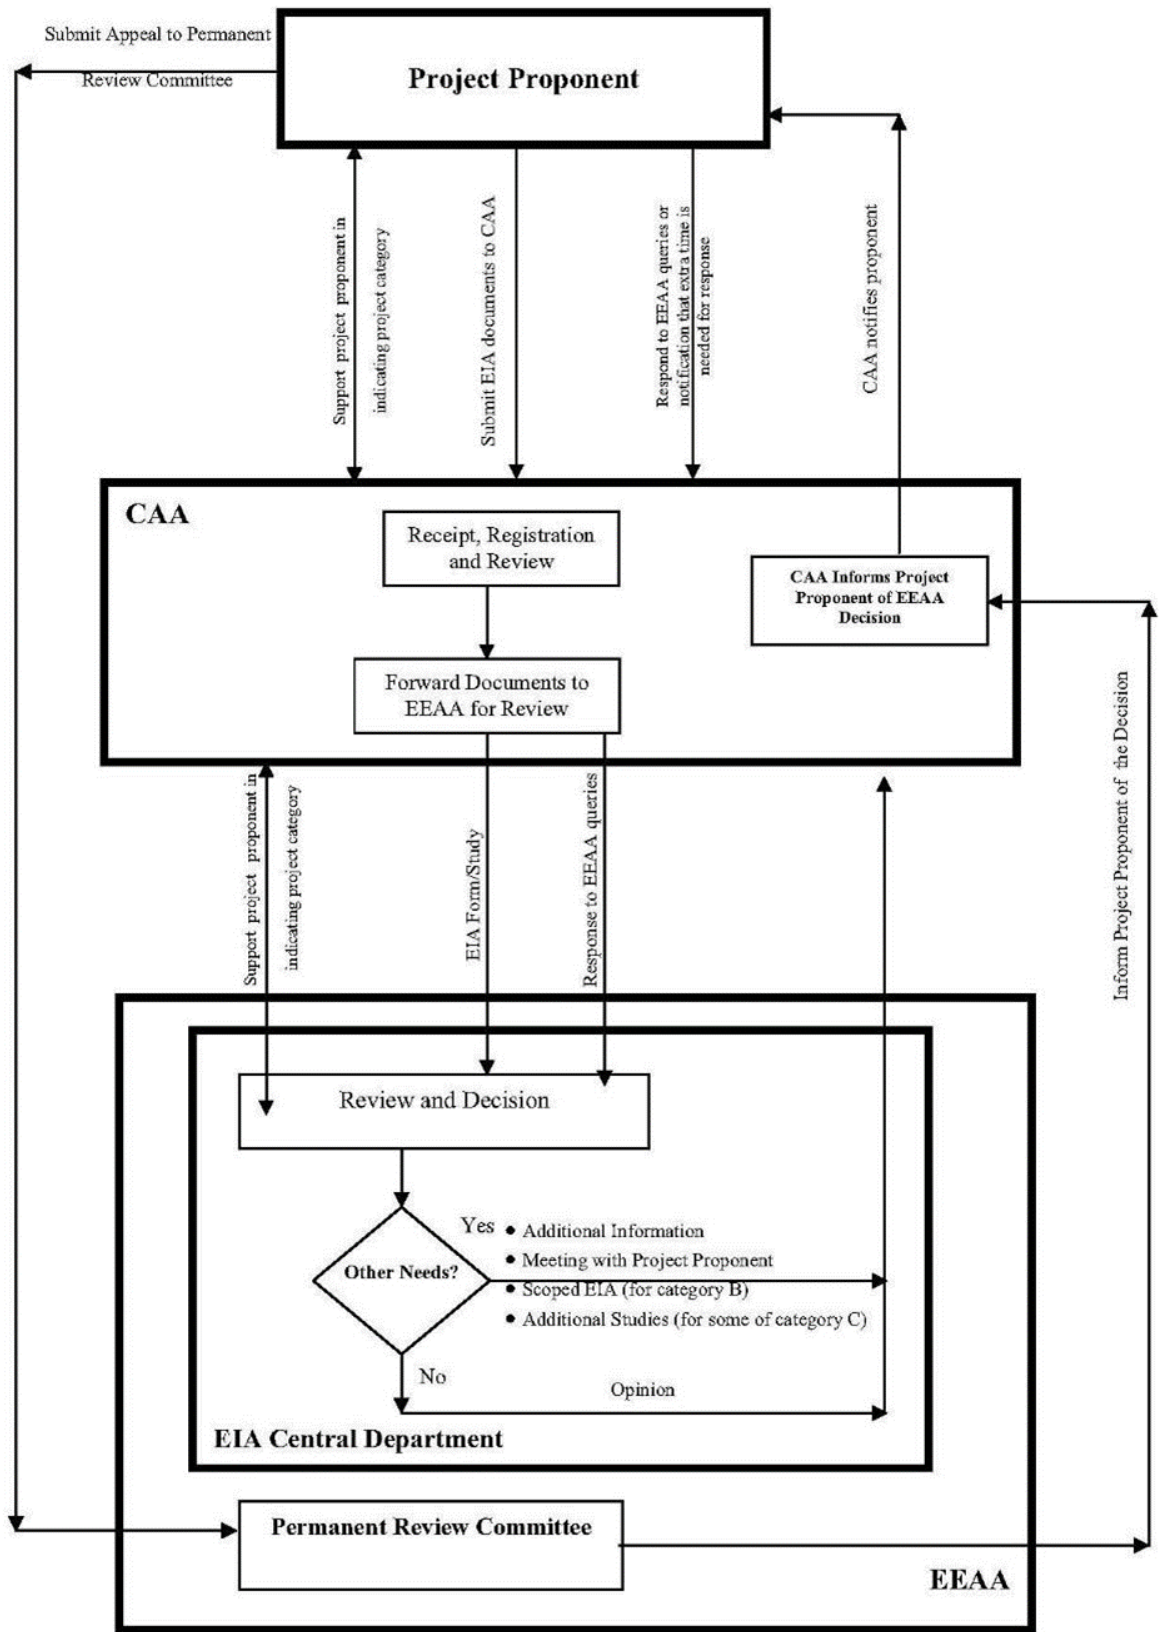 Submit Appeal to Permanent
Review Committee
Project Proponent
Support project proponent in
indicating project category
Submit EIA documents to CAA
Respond to EEAA queries or
notification that extra time is
needed for response
CAA notifies proponent
CAA
Receipt, Registration
and Review
CAA Informs Project
Proponent of EEAA
Decision
Forward Documents to
EEAA for Review
Support project proponent in
indicating project category
EIA Form/Study
Response to EEAA queries
Inform Project Proponent of the Decision
Review and Decision
Other Needs?
Yes
• Additional Information
• Meeting with Project Proponent
• Scoped EIA (for category B)
• Additional Studies (for some of category C)
No
Opinion
EIA Central Department
Permanent Review Committee
EEAA